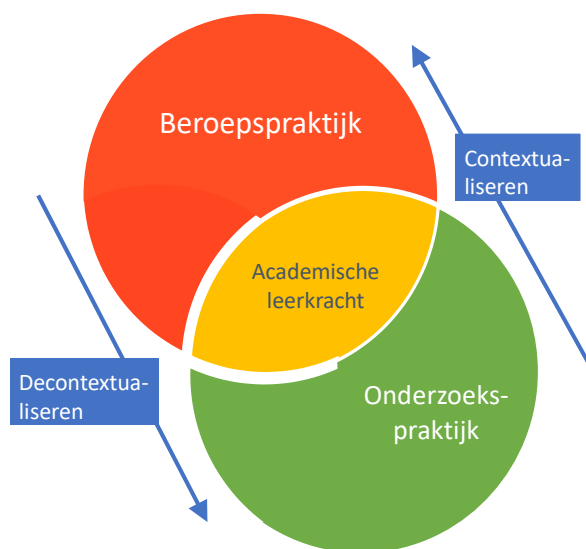 Beroepspraktijk
Contextua-
liseren
Academische
leerkracht
Decontextua-
liseren
Onderzoeks-
praktijk